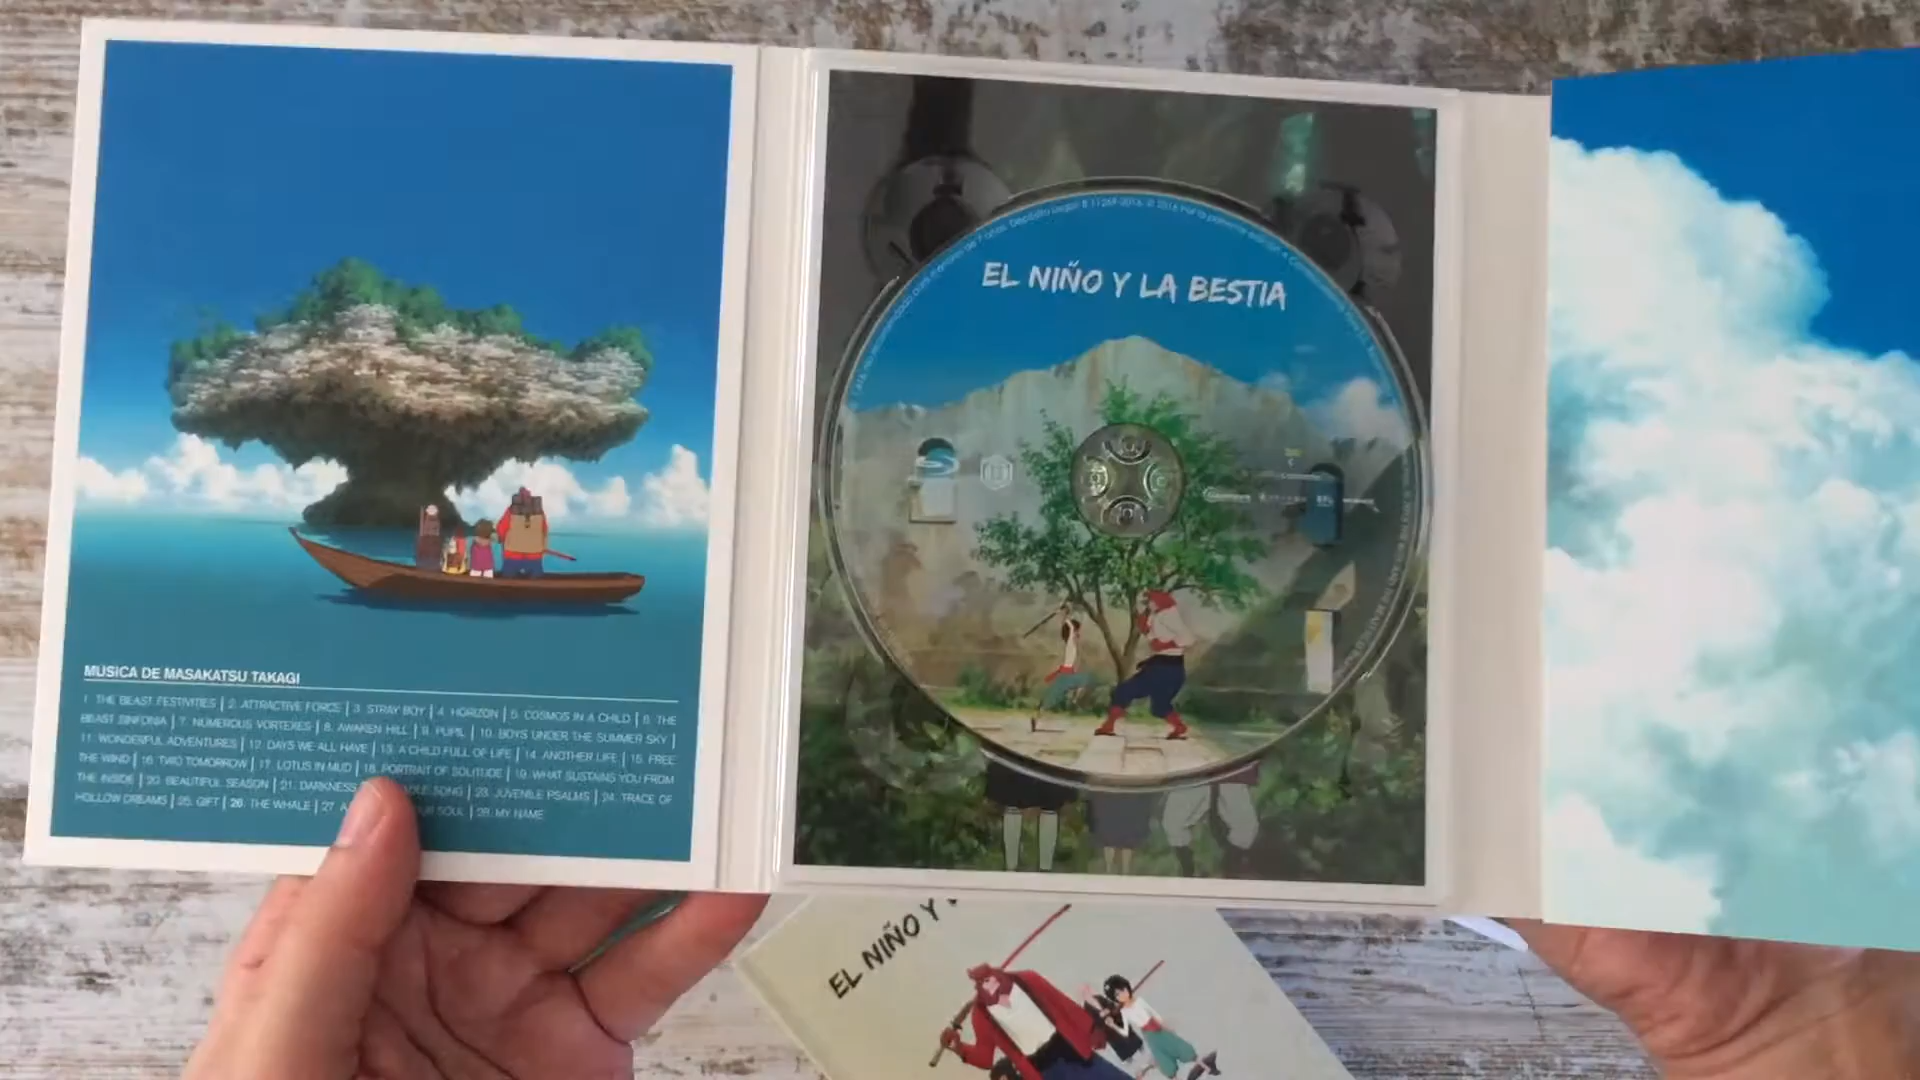 MÚSICA DE MASAKATSU TAKAGI
1. THE BEAST FESTIVITIES | 2. ATTRACTIVE FORCE | 3. STRAY BOY | 4. HORIZON | 5. COSMOS IN A CHILD | 6. THE
BEAST SINFONIA | 7. NUMEROUS VORTEXES | 8. AWAKEN HILL | 9. PUPIL | 10. BOYS UNDER THE SUMMER SKY |
11. WONDERFUL ADVENTURES | 12. DAYS WE ALL HAVE | 13. A CHILD FULL OF LIFE | 14. ANOTHER LIFE | 15. FREE
THE WIND | 16. TWO TOMORROW | 17. LOTUS IN MUD | 18. PORTRAIT OF SOLITUDE | 19. WHAT SUSTAINS YOU FROM
THE INSIDE | 20. BEAUTIFUL SEASON | 21. DARKNESS SONG | 23. JUVENILE PSALMS | 24. TRACE OF
HOLLOW DREAMS | 25. GIFT | 26. THE WHALE | 27. A SOUL | 28. MY NAME
EL NIÑO Y LA BESTIA
EL NIÑO Y